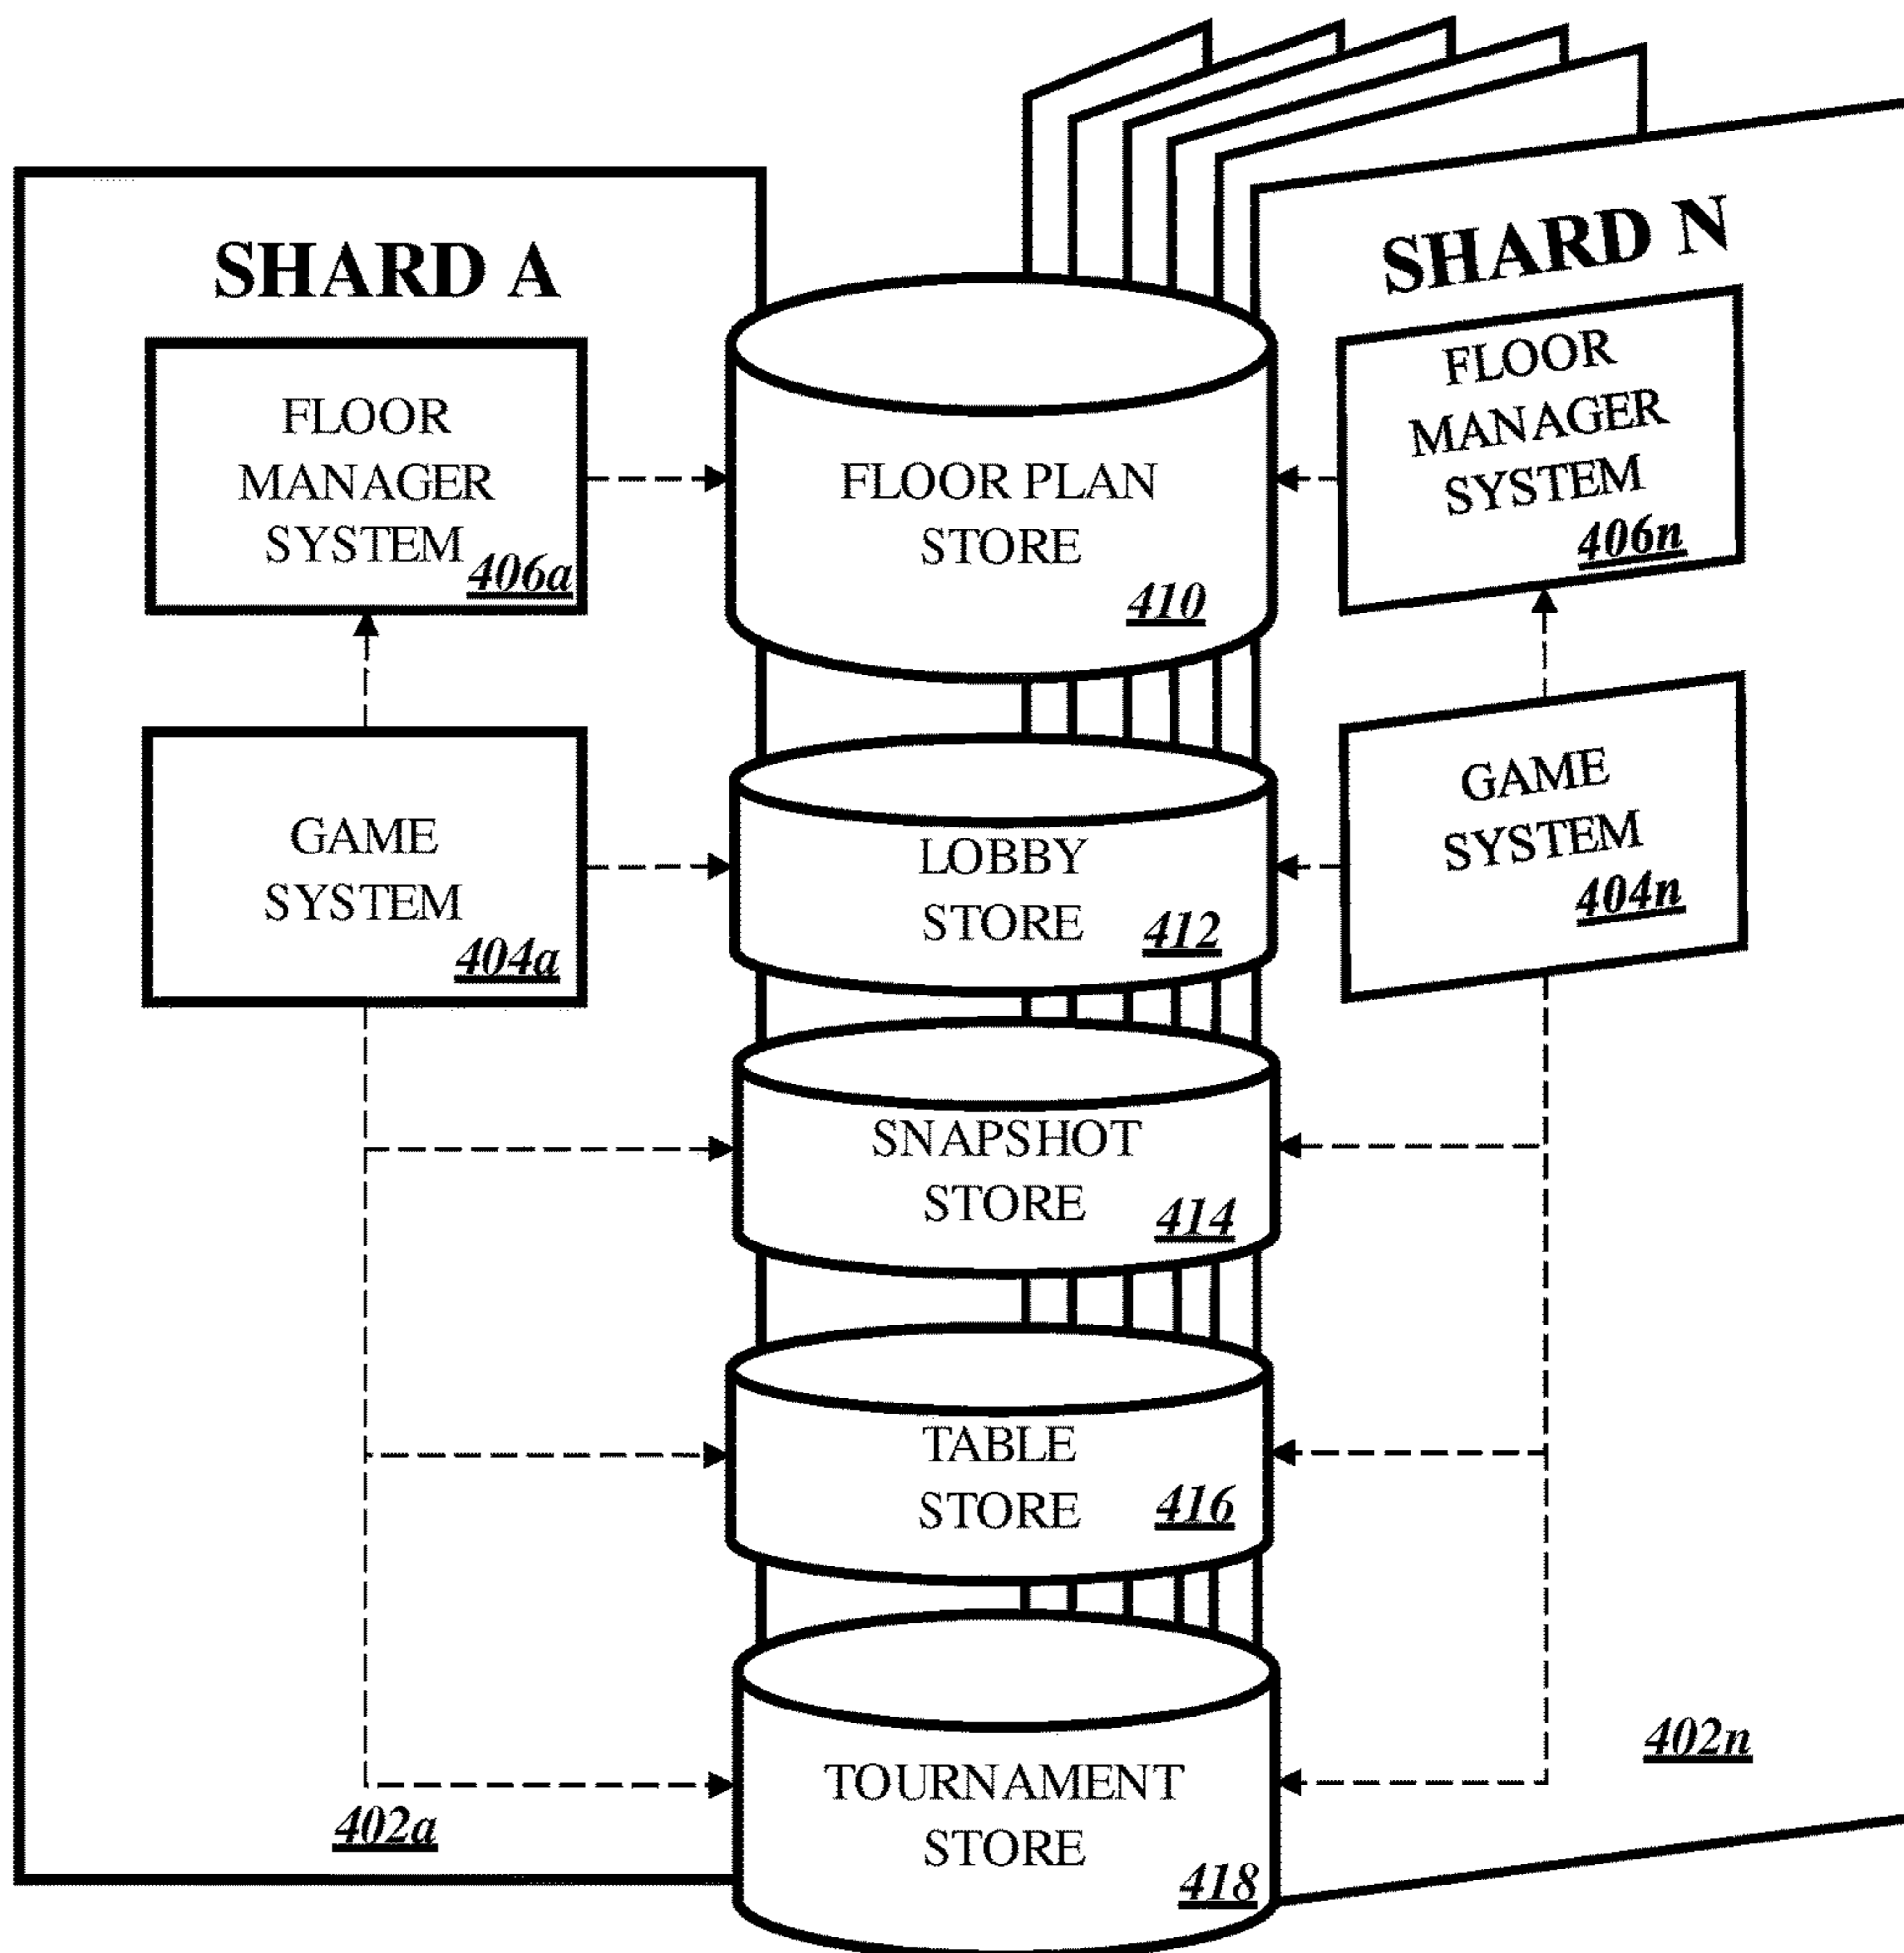 SHARD A
FLOOR
MANAGER
SYSTEM
406a
GAME
SYSTEM
404a
402a
FLOOR PLAN
STORE
410
LOBBY
STORE
412
SNAPSHOT
STORE
414
TABLE
STORE
416
TOURNAMENT
STORE
418
SHARD N
FLOOR
MANAGER
SYSTEM
406n
GAME
SYSTEM
404n
402n